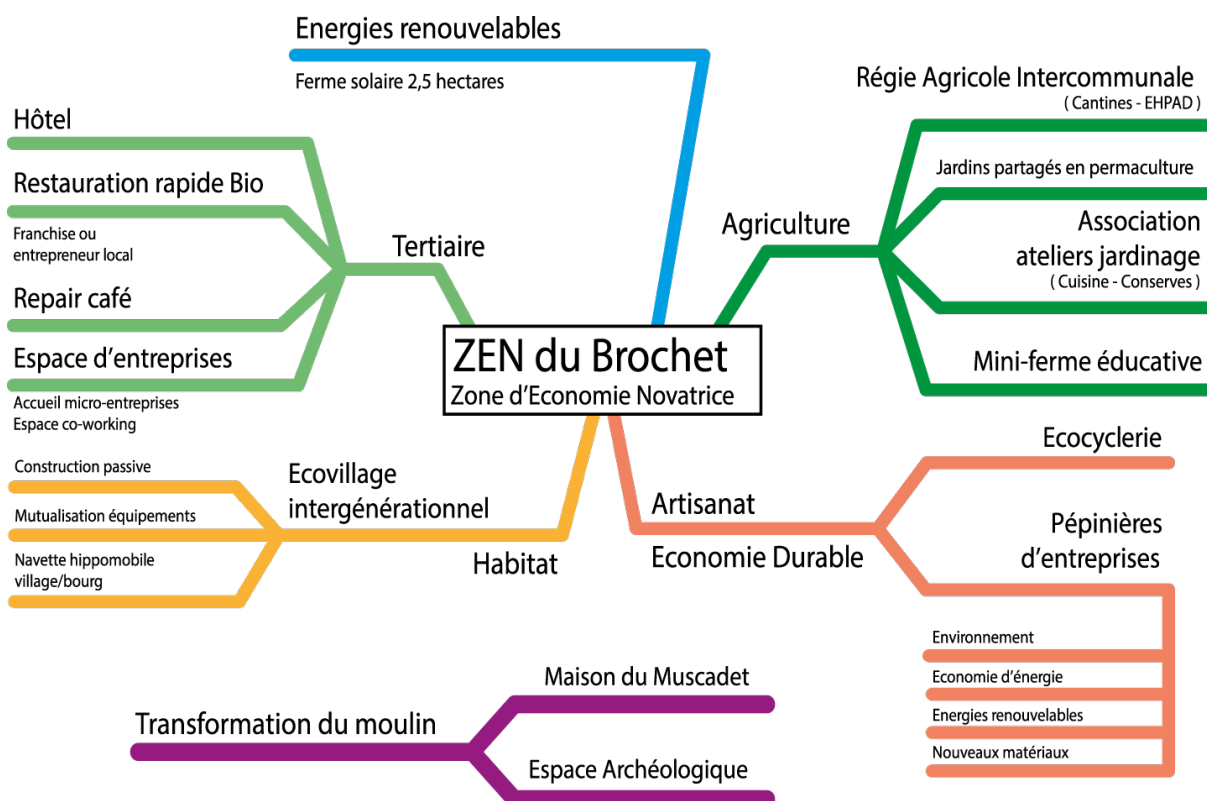 Energies renouvelables
Ferme solaire 2,5 hectares
Hôtel
Restauration rapide Bio
Franchise ou
entrepreneur local
Repair café
Espace d'entreprises
Accueil micro-entreprises
Espace co-working
Tertiaire
Régie Agricole Intercommunale
( Cantines - EHPAD )
Jardins partagés en permaculture
Association
ateliers jardinage
( Cuisine - Conserves )
Mini-ferme éducative
Agriculture
ZEN du Brochet
Zone d'Economie Novatrice
Construction passive
Mutualisation équipements
Navette hippomobile
village/bourg
Ecovillage
intergénérationnel
Habitat
Artisanat
Economie Durable
Ecocyclerie
Pépinières
d'entreprises
Environnement
Economie d'énergie
Energies renouvelables
Nouveaux matériaux
Transformation du moulin
Maison du Muscadet
Espace Archéologique